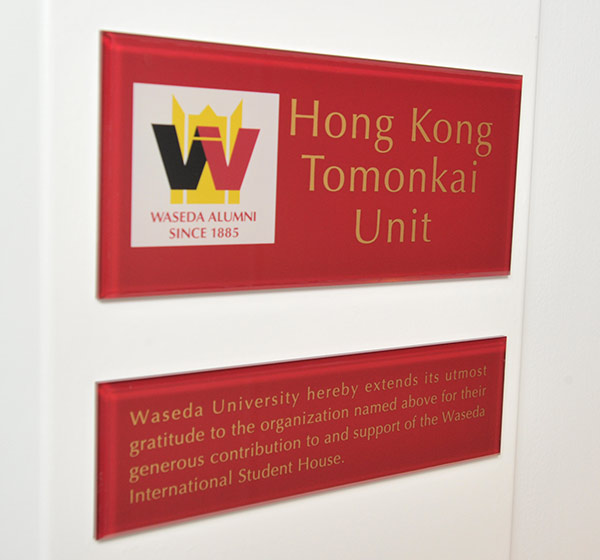 Hong Kong
Tomonkai
Unit
W
WASEDA ALUMNI
SINCE 1885
Waseda University hereby extends its utmost
gratitude to the organization named above for their
generous contribution to and support of the Waseda
International Student House.